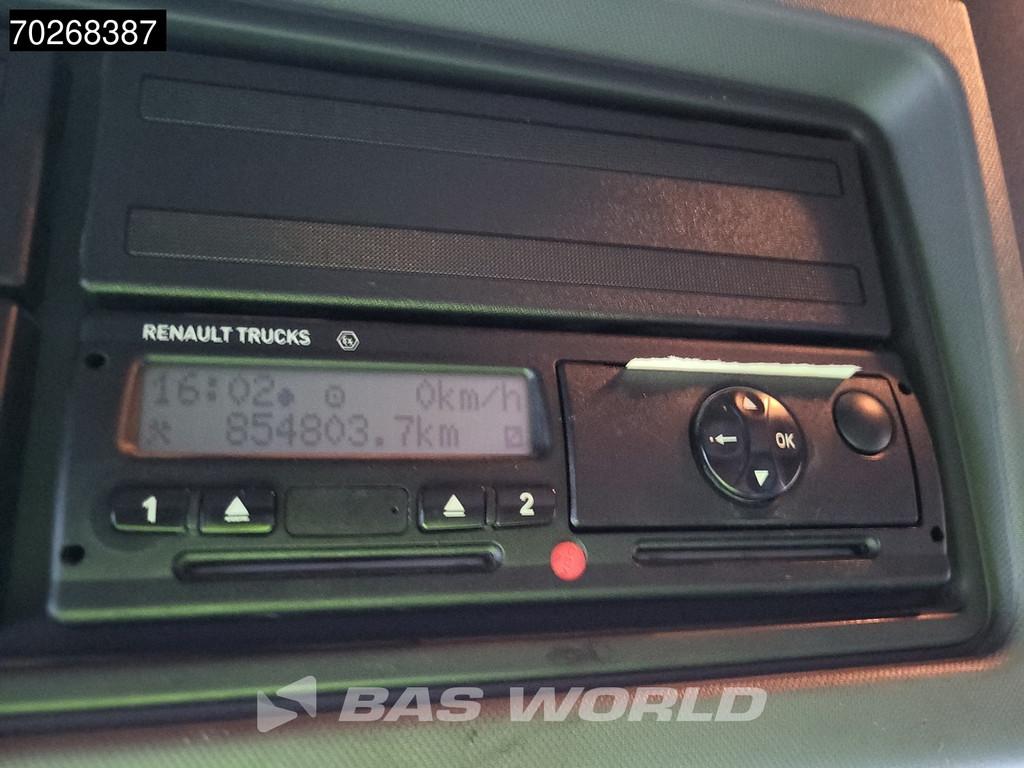 70268387
RENAULT TRUCKS
16:02 0km/h
854803.7km
OK
1 2
BAS WORLD